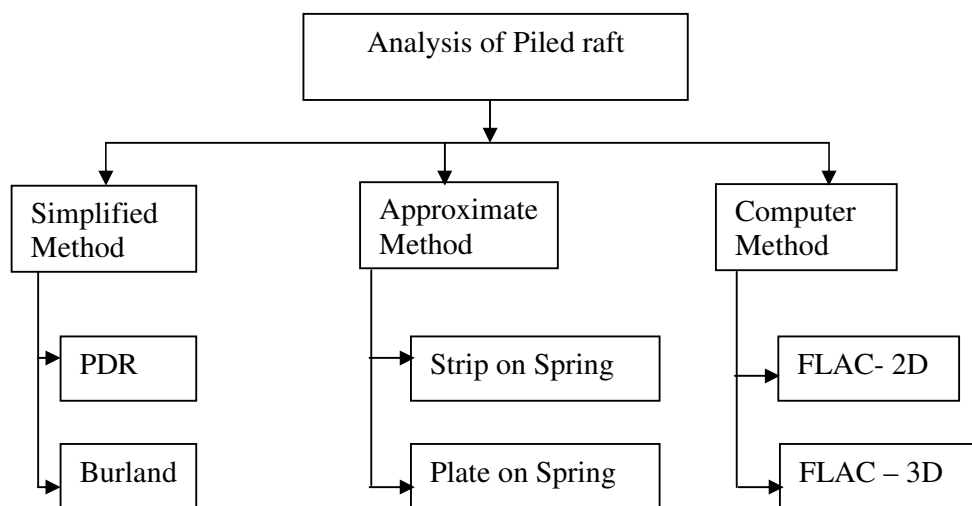 Analysis of Piled raft
Simplified
Method
Approximate
Method
Computer
Method
PDR
Strip on Spring
FLAC- 2D
Burland
Plate on Spring
FLAC – 3D